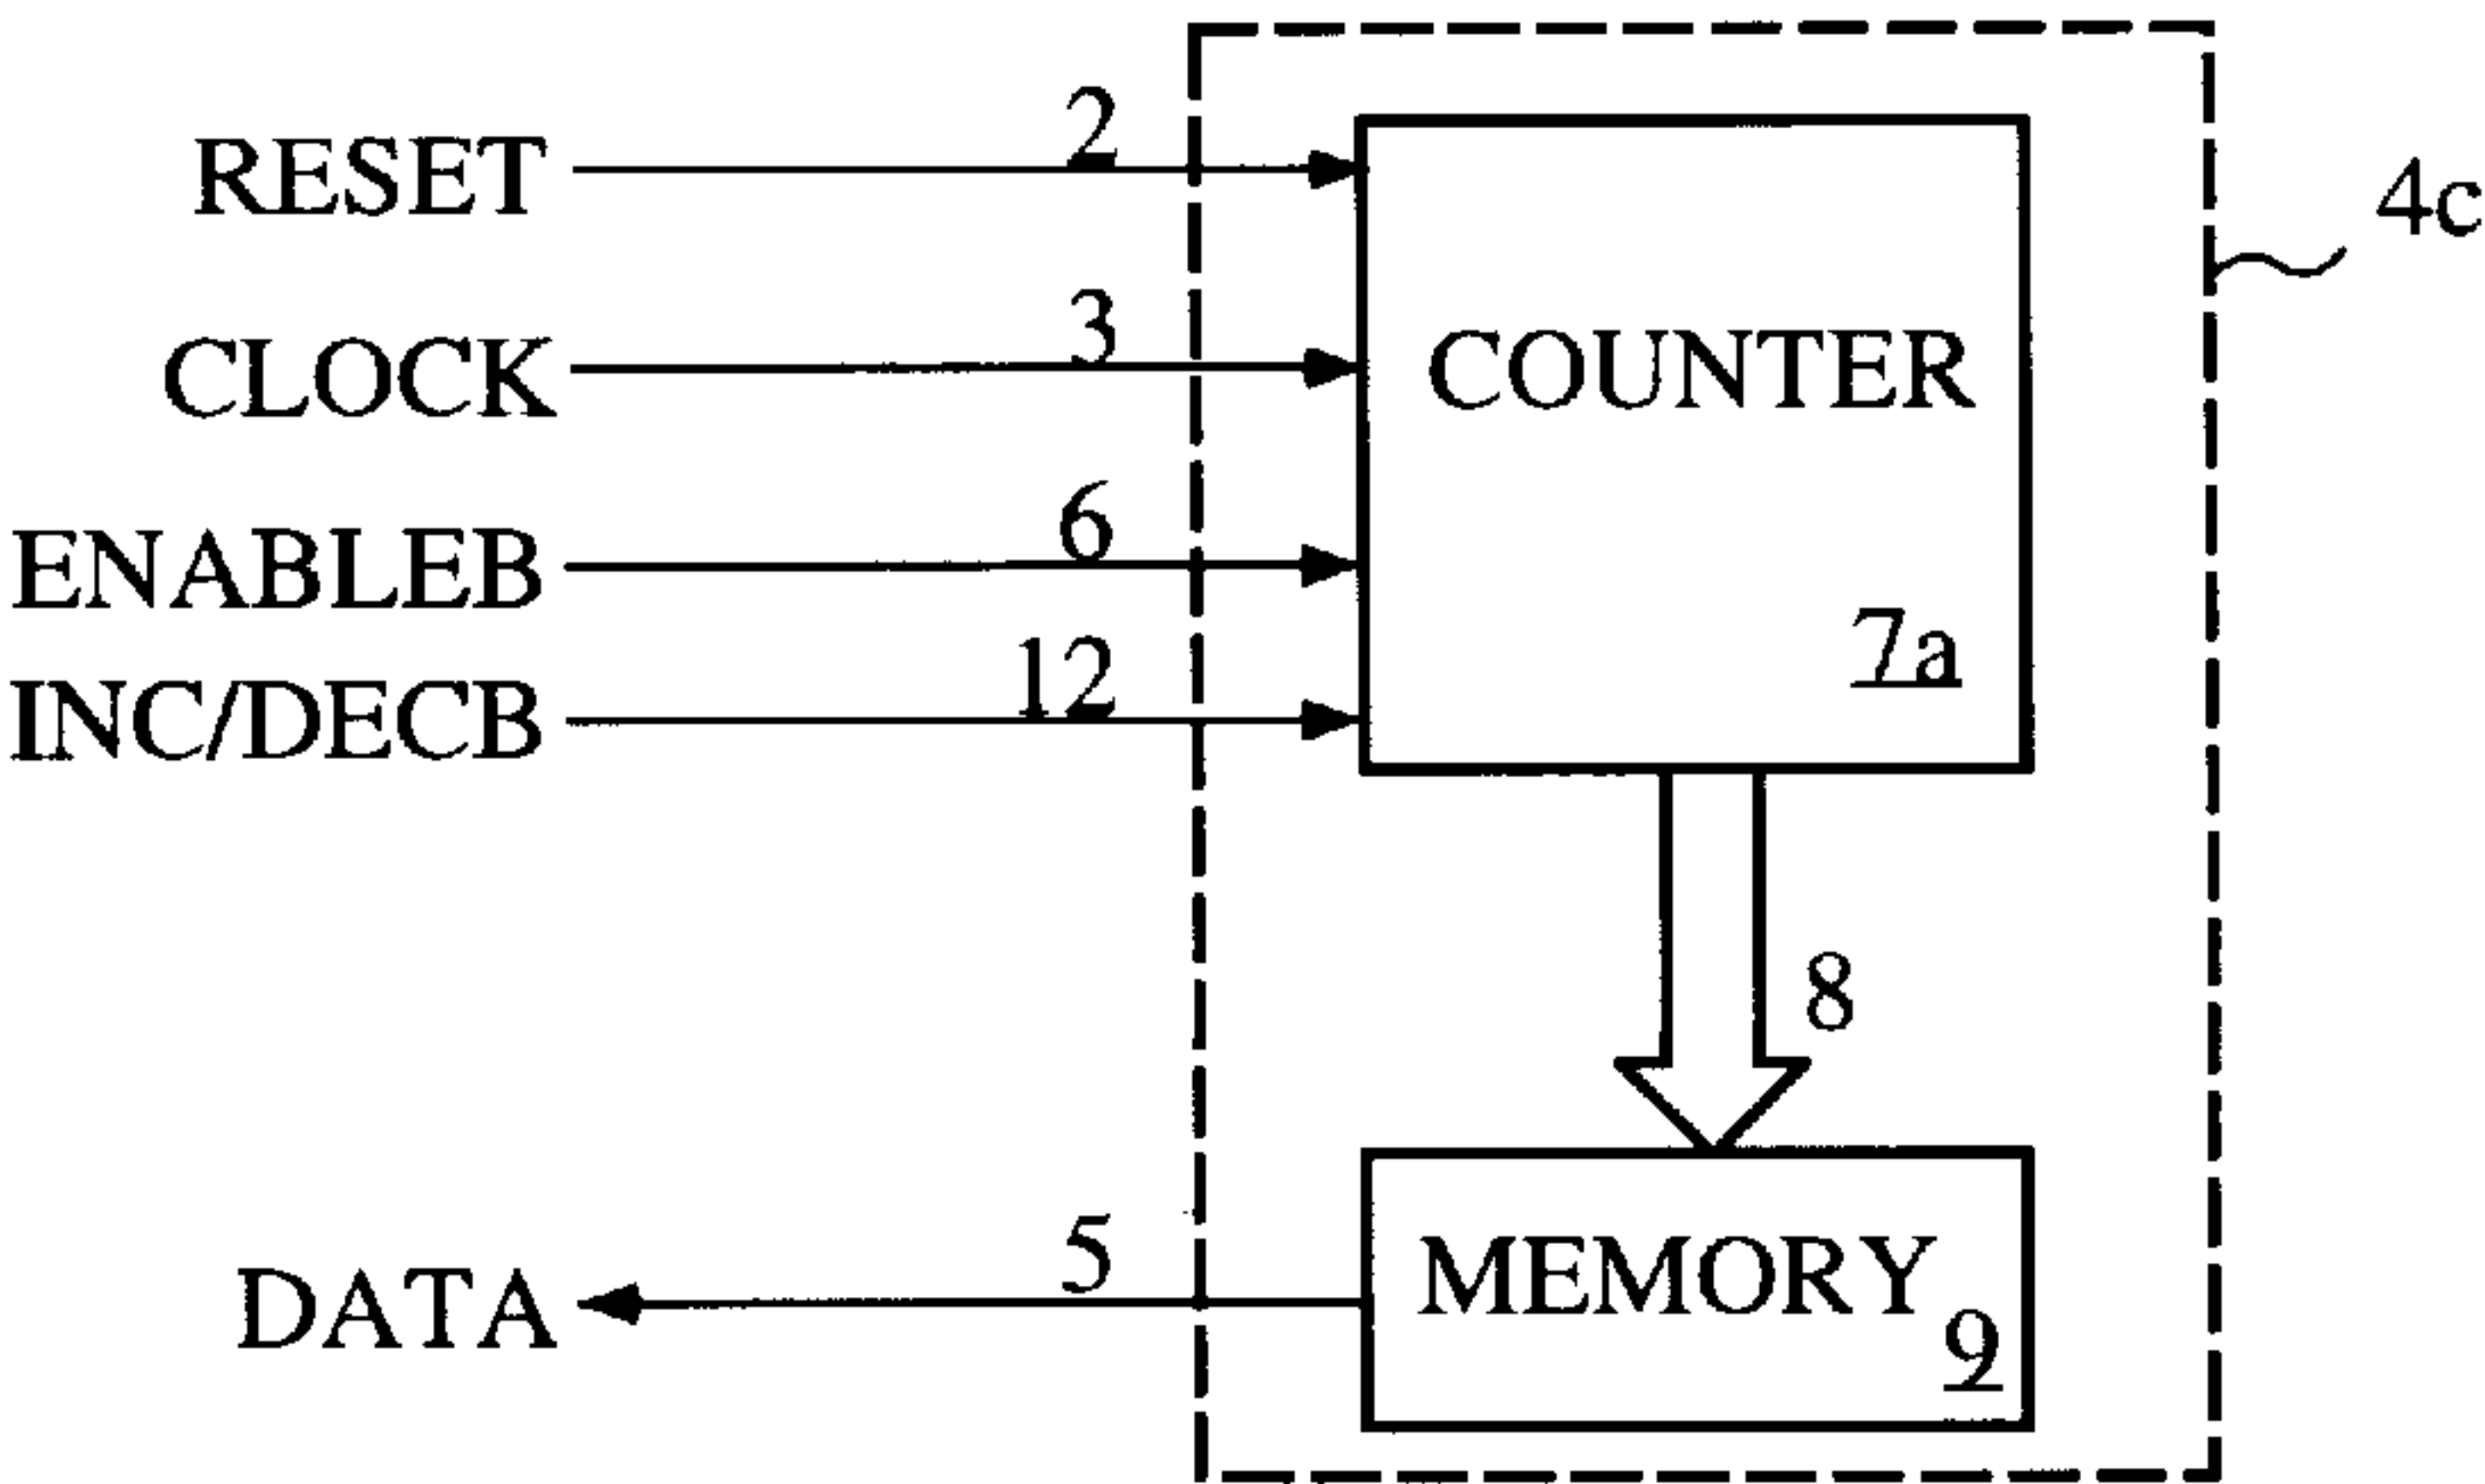 RESET 2
4c
CLOCK 3 COUNTER
ENABLEB 6
7a
INC/DECB 12
8
DATA 5 MEMORY
9